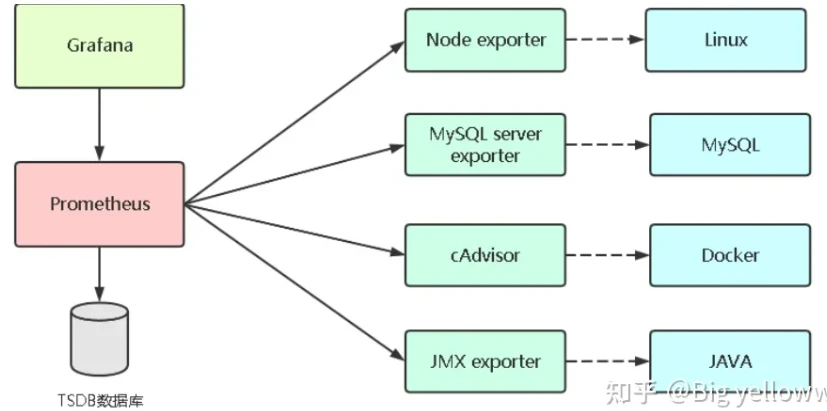 Grafana
Node exporter
Linux
MySQL server
exporter
MySQL
Prometheus
cAdvisor
Docker
JMX exporter
JAVA
TSDB数据库
知乎 @Big yelloww